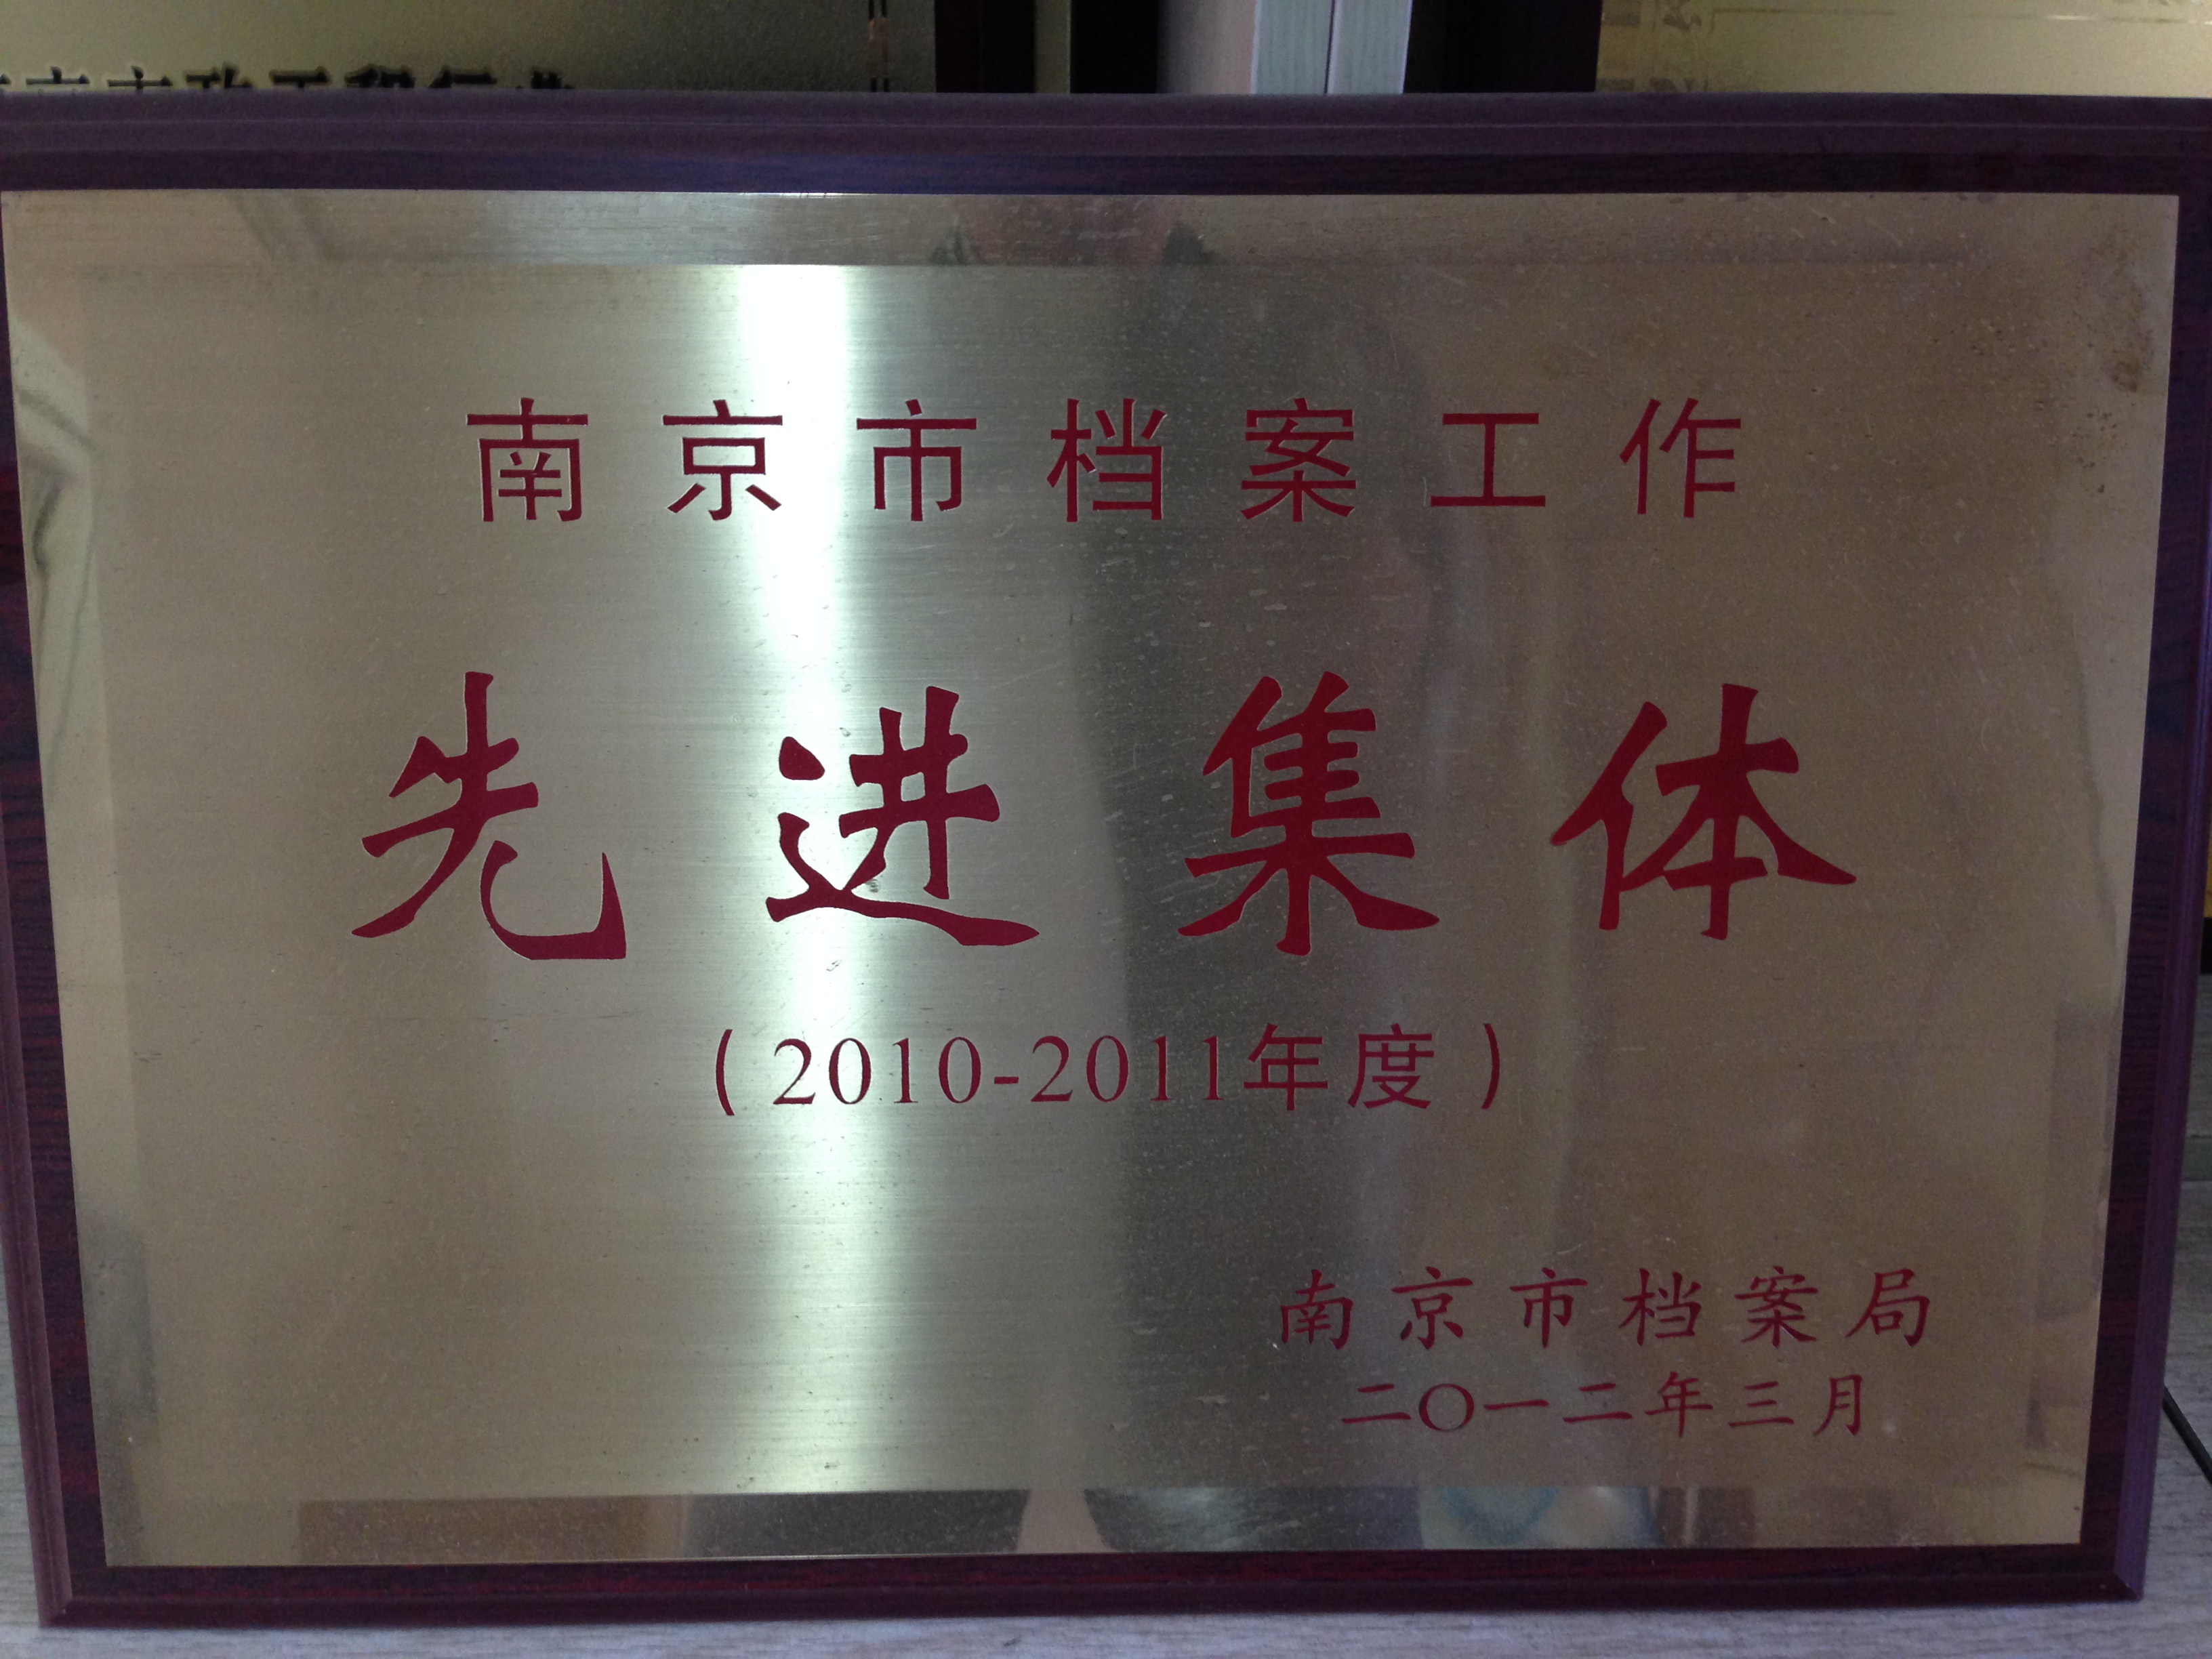 南京市档案工作
先进集体
（2010-2011年度）
南京市档案局
二〇一二年三月